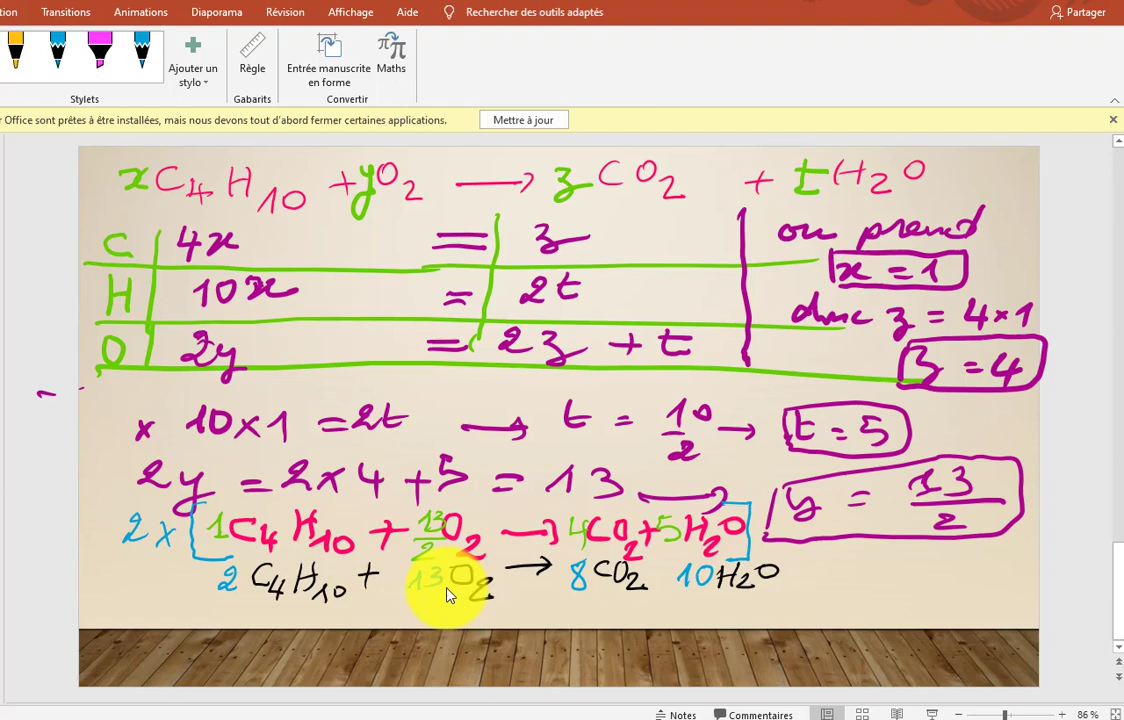 tion Transitions Animations Diaporama Révision Affichage Aide Rechercher des outils adaptés Partager
Ajouter un stylo Règle Entrée manuscrite en forme Maths
Stylets Gabarits Convertir
r Office sont prêtes à être installées, mais nous devons tout d'abord fermer certaines applications. Mettre à jour
xC4H10 + yO2 → zCO2 + tH2O
C 4x = z on prend
x = 1
H 10x = 2t donc z = 4×1
O 2y = 2z + t z = 4
× 10×1 = 2t → t = 10/2 → t = 5
2y = 2×4+5 = 13 → y = 13/2
2× [1C4H10 + 13/2 O2 → 4CO2 + 5H2O]
2 C4H10 + 13O2 → 8CO2 10H2O
Notes Commentaires 86 %